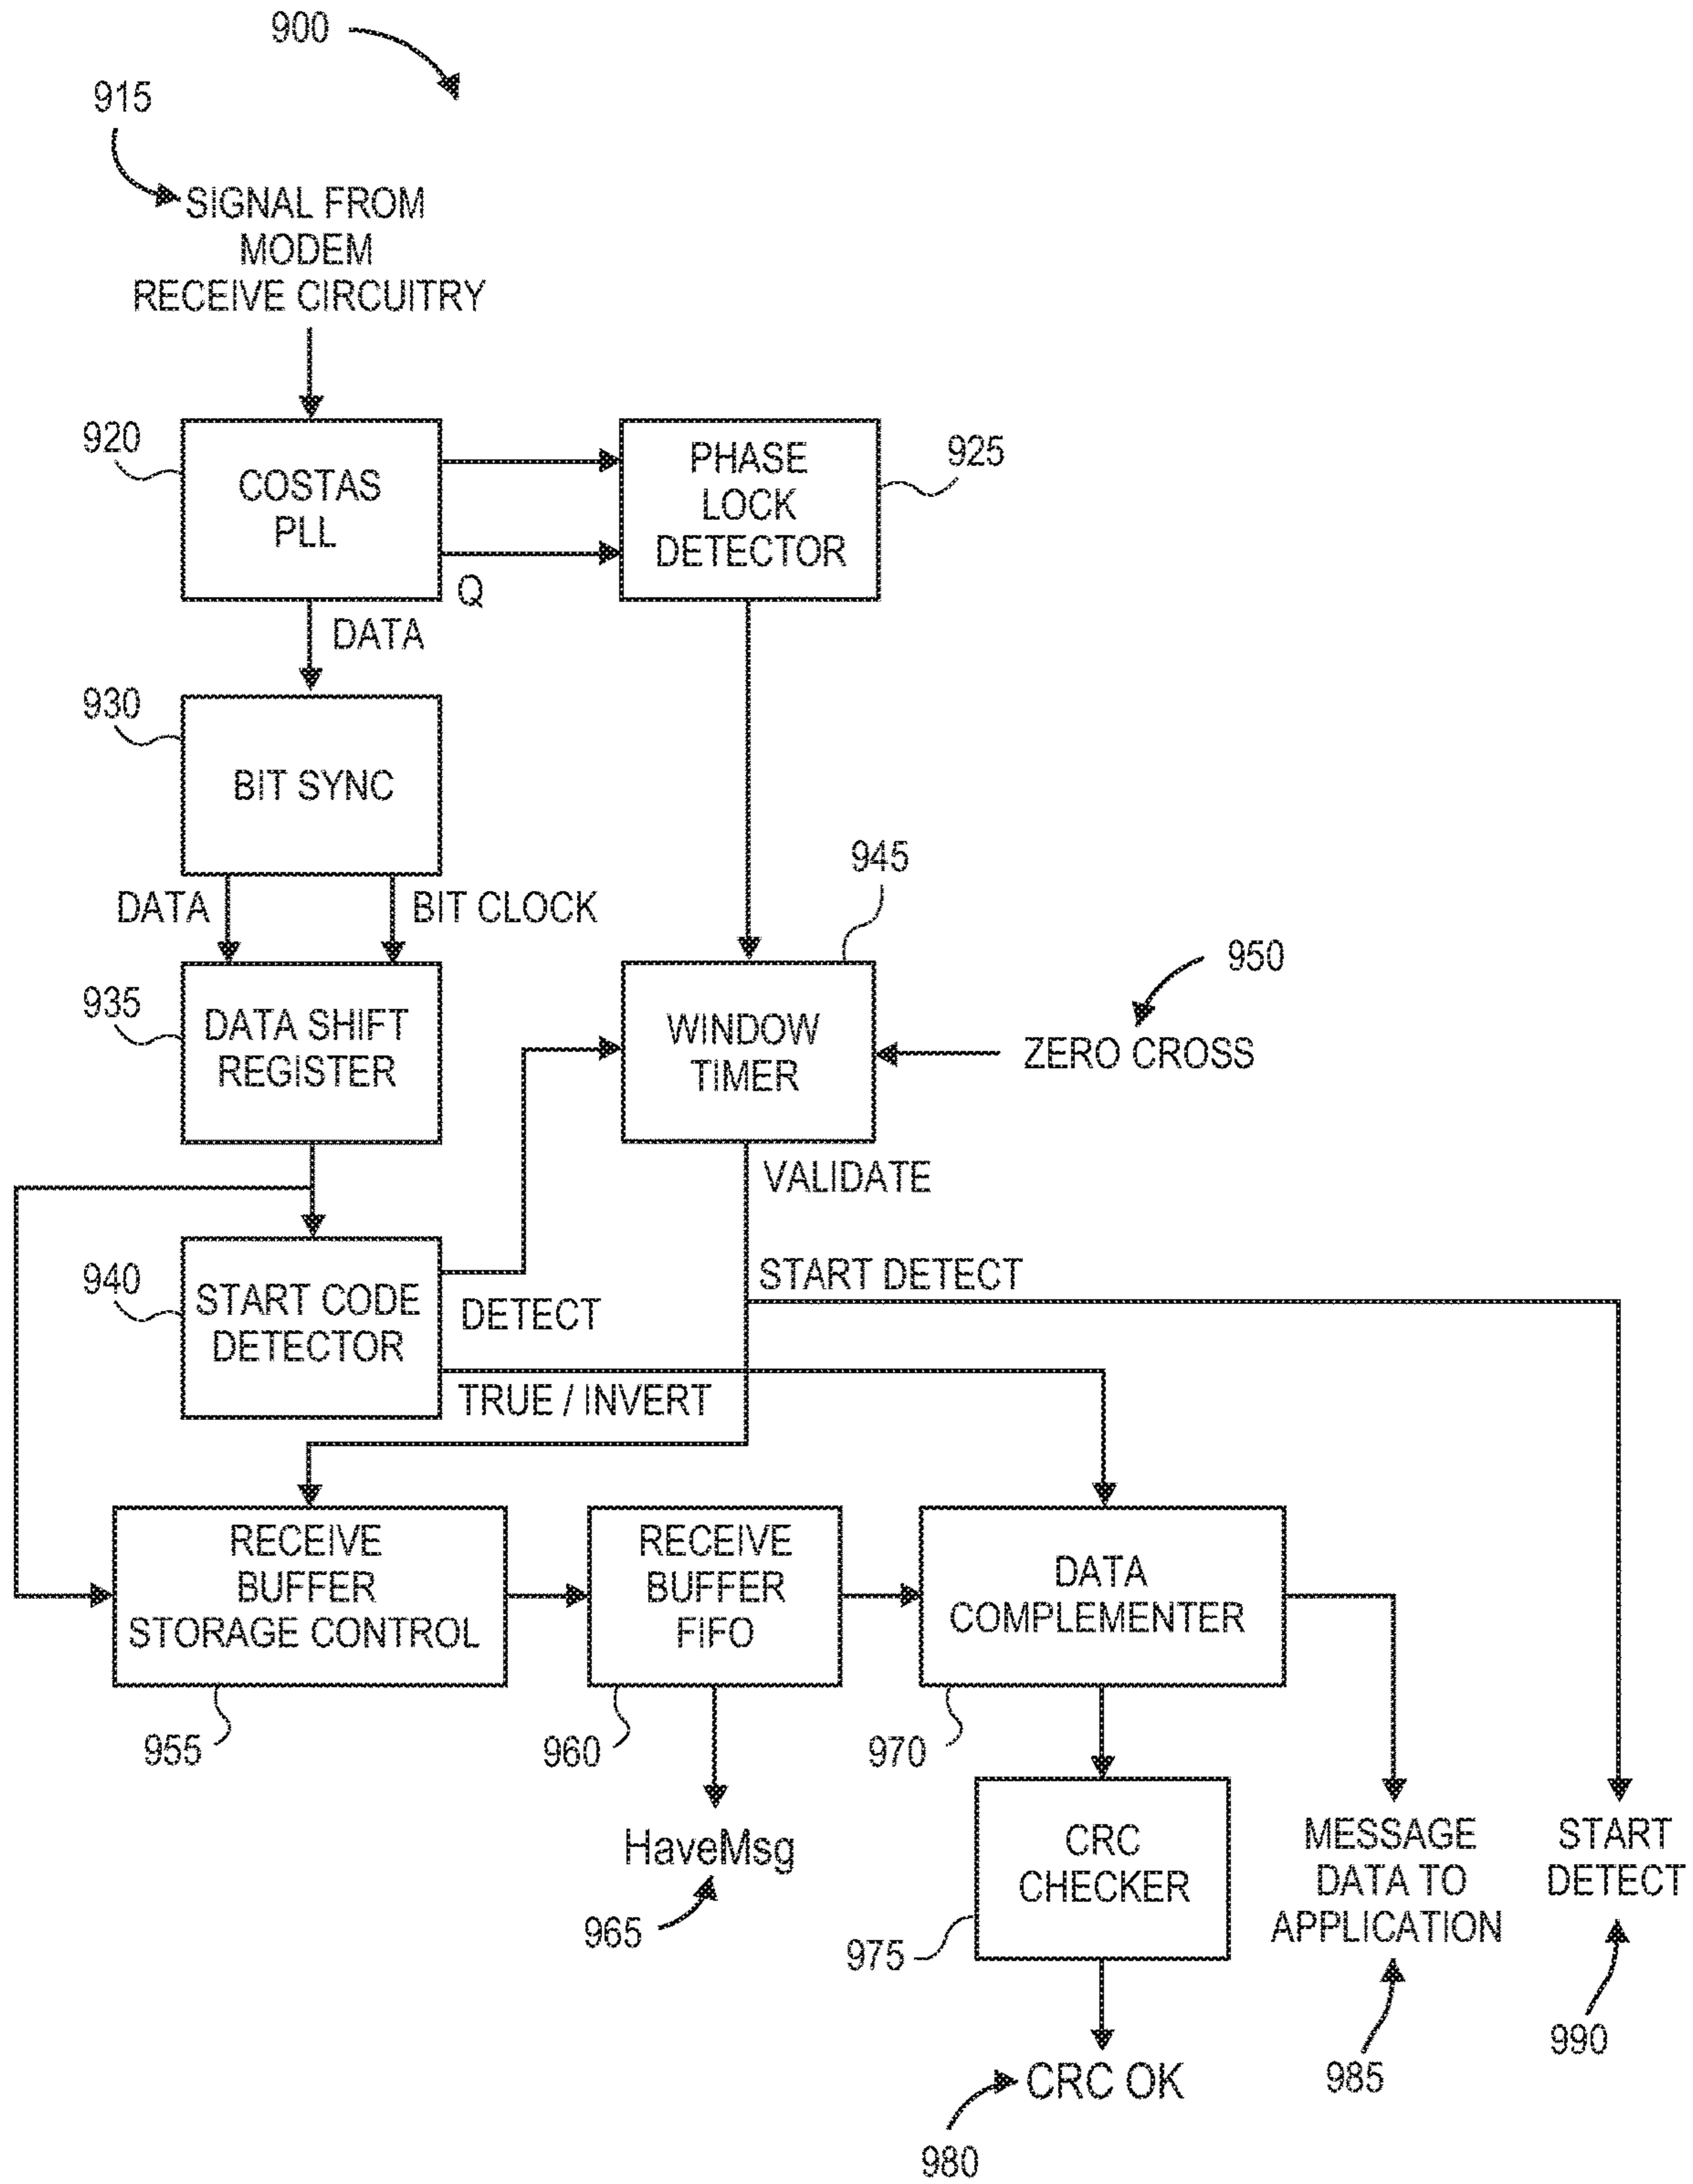 900
915
SIGNAL FROM
MODEM
RECEIVE CIRCUITRY
920
COSTAS
PLL
PHASE
LOCK
DETECTOR
925
Q
DATA
930
BIT SYNC
DATA
BIT CLOCK
945
950
935
DATA SHIFT
REGISTER
WINDOW
TIMER
ZERO CROSS
VALIDATE
940
START CODE
DETECTOR
DETECT
START DETECT
TRUE / INVERT
RECEIVE
BUFFER
STORAGE CONTROL
RECEIVE
BUFFER
FIFO
DATA
COMPLEMENTER
955
960
970
HaveMsg
965
CRC
CHECKER
975
MESSAGE
DATA TO
APPLICATION
START
DETECT
985
990
CRC OK
980